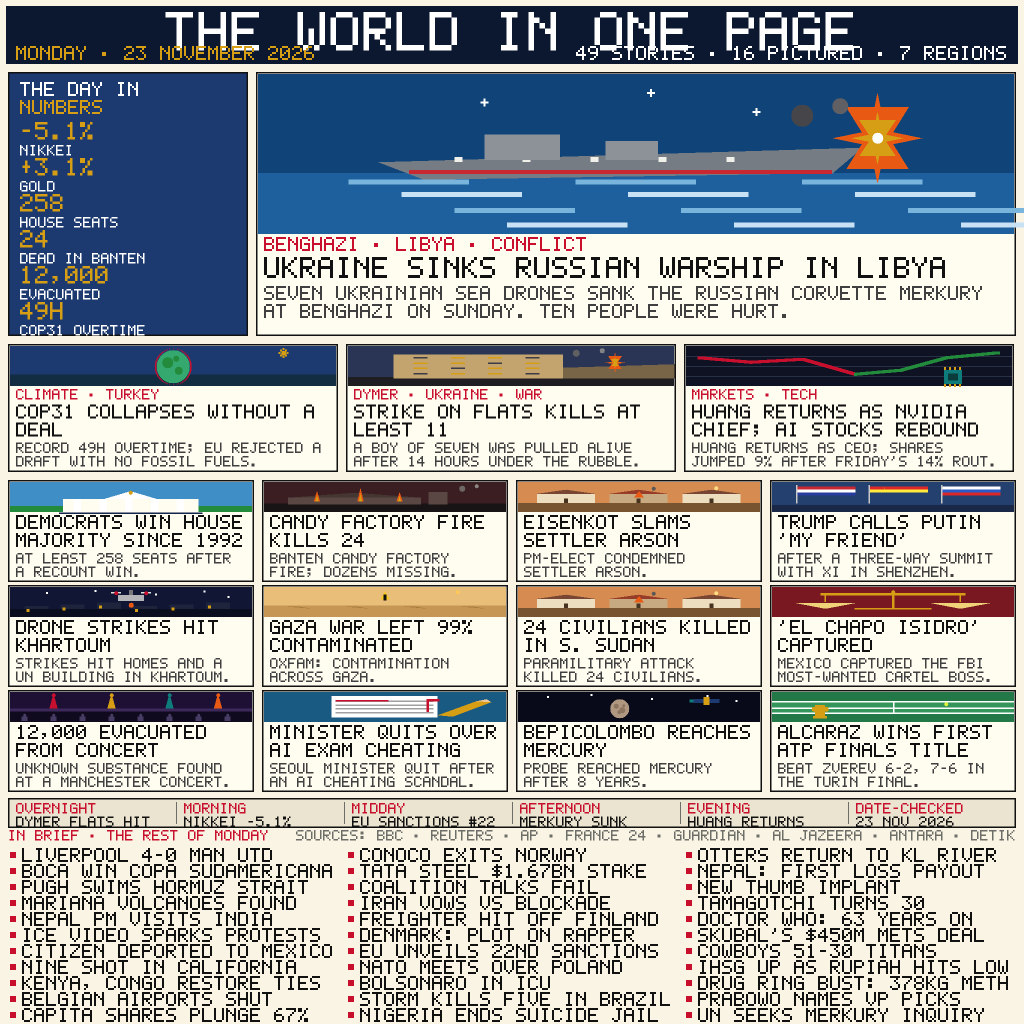 THE WORLD IN ONE PAGE
MONDAY · 23 NOVEMBER 2026
49 STORIES · 16 PICTURED · 7 REGIONS
THE DAY IN
NUMBERS
-5.1%
NIKKEI
+3.1%
GOLD
258
HOUSE SEATS
24
DEAD IN BANTEN
12,000
EVACUATED
49H
COP31 OVERTIME
BENGHAZI · LIBYA · CONFLICT
UKRAINE SINKS RUSSIAN WARSHIP IN LIBYA
SEVEN UKRAINIAN SEA DRONES SANK THE RUSSIAN CORVETTE MERKURY
AT BENGHAZI ON SUNDAY. TEN PEOPLE WERE HURT.
CLIMATE · TURKEY
COP31 COLLAPSES WITHOUT A
DEAL
RECORD 49H OVERTIME; EU REJECTED A
DRAFT WITH NO FOSSIL FUELS.
DYMER · UKRAINE · WAR
STRIKE ON FLATS KILLS AT
LEAST 11
A BOY OF SEVEN WAS PULLED ALIVE
AFTER 14 HOURS UNDER THE RUBBLE.
MARKETS · TECH
HUANG RETURNS AS NVIDIA
CHIEF; AI STOCKS REBOUND
HUANG RETURNS AS CEO; SHARES
JUMPED 9% AFTER FRIDAY'S 14% ROUT.
DEMOCRATS WIN HOUSE
MAJORITY SINCE 1992
AT LEAST 258 SEATS AFTER
A RECOUNT WIN.
CANDY FACTORY FIRE
KILLS 24
BANTEN CANDY FACTORY
FIRE; DOZENS MISSING.
EISENKOT SLAMS
SETTLER ARSON
PM-ELECT CONDEMNED
SETTLER ARSON.
TRUMP CALLS PUTIN
'MY FRIEND'
AFTER A THREE-WAY SUMMIT
WITH XI IN SHENZHEN.
DRONE STRIKES HIT
KHARTOUM
STRIKES HIT HOMES AND A
UN BUILDING IN KHARTOUM.
GAZA WAR LEFT 99%
CONTAMINATED
OXFAM: CONTAMINATION
ACROSS GAZA.
24 CIVILIANS KILLED
IN S. SUDAN
PARAMILITARY ATTACK
KILLED 24 CIVILIANS.
'EL CHAPO ISIDRO'
CAPTURED
MEXICO CAPTURED THE FBI
MOST-WANTED CARTEL BOSS.
12,000 EVACUATED
FROM CONCERT
UNKNOWN SUBSTANCE FOUND
AT A MANCHESTER CONCERT.
MINISTER QUITS OVER
AI EXAM CHEATING
SEOUL MINISTER QUIT AFTER
AN AI CHEATING SCANDAL.
BEPICOLOMBO REACHES
MERCURY
PROBE REACHED MERCURY
AFTER 8 YEARS.
ALCARAZ WINS FIRST
ATP FINALS TITLE
BEAT ZVEREV 6-2, 7-6 IN
THE TURIN FINAL.
OVERNIGHT
DYMER FLATS HIT
MORNING
NIKKEI -5.1%
MIDDAY
EU SANCTIONS #22
AFTERNOON
MERKURY SUNK
EVENING
HUANG RETURNS
DATE-CHECKED
23 NOV 2026
IN BRIEF · THE REST OF MONDAY
SOURCES: BBC · REUTERS · AP · FRANCE 24 · GUARDIAN · AL JAZEERA · ANTARA · DETIK
LIVERPOOL 4-0 MAN UTD
BOCA WIN COPA SUDAMERICANA
PUGH SWIMS HORMUZ STRAIT
MARIANA VOLCANOES FOUND
NEPAL PM VISITS INDIA
ICE VIDEO SPARKS PROTESTS
CITIZEN DEPORTED TO MEXICO
NINE SHOT IN CALIFORNIA
KENYA, CONGO RESTORE TIES
BELGIAN AIRPORTS SHUT
CAPITA SHARES PLUNGE 67%
CONOCO EXITS NORWAY
TATA STEEL $1.67BN STAKE
COALITION TALKS FAIL
IRAN VOWS VS BLOCKADE
FREIGHTER HIT OFF FINLAND
DENMARK: PLOT ON RAPPER
EU UNVEILS 22ND SANCTIONS
NATO MEETS OVER POLAND
BOLSONARO IN ICU
STORM KILLS FIVE IN BRAZIL
NIGERIA ENDS SUICIDE JAIL
OTTERS RETURN TO KL RIVER
NEPAL: FIRST LOSS PAYOUT
NEW THUMB IMPLANT
TAMAGOTCHI TURNS 30
DOCTOR WHO: 63 YEARS ON
SKUBAL'S $450M METS DEAL
COWBOYS 51-30 TITANS
IHSG UP AS RUPIAH HITS LOW
DRUG RING BUST: 378KG METH
PRABOWO NAMES VP PICKS
UN SEEKS MERKURY INQUIRY